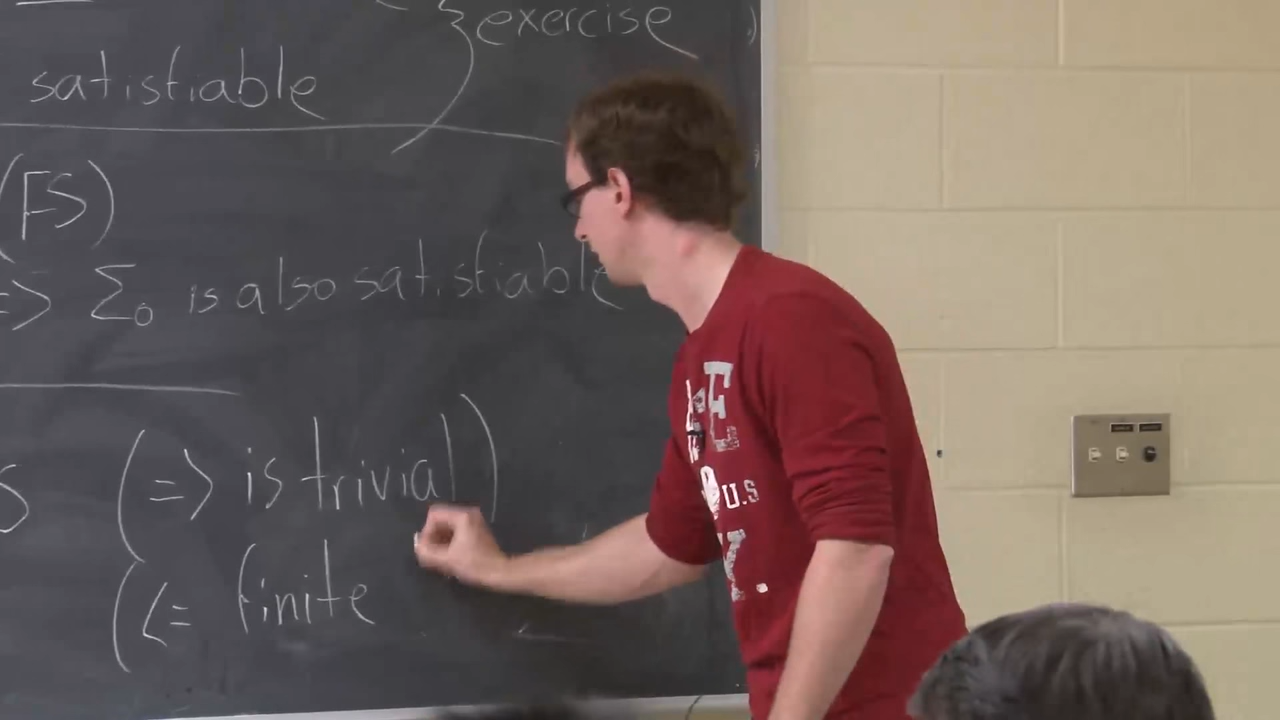 } exercise
satisfiable
(FS)
=> Σ₀ is also satisfiable
S (=> is trivial)
(<= finite
U.S